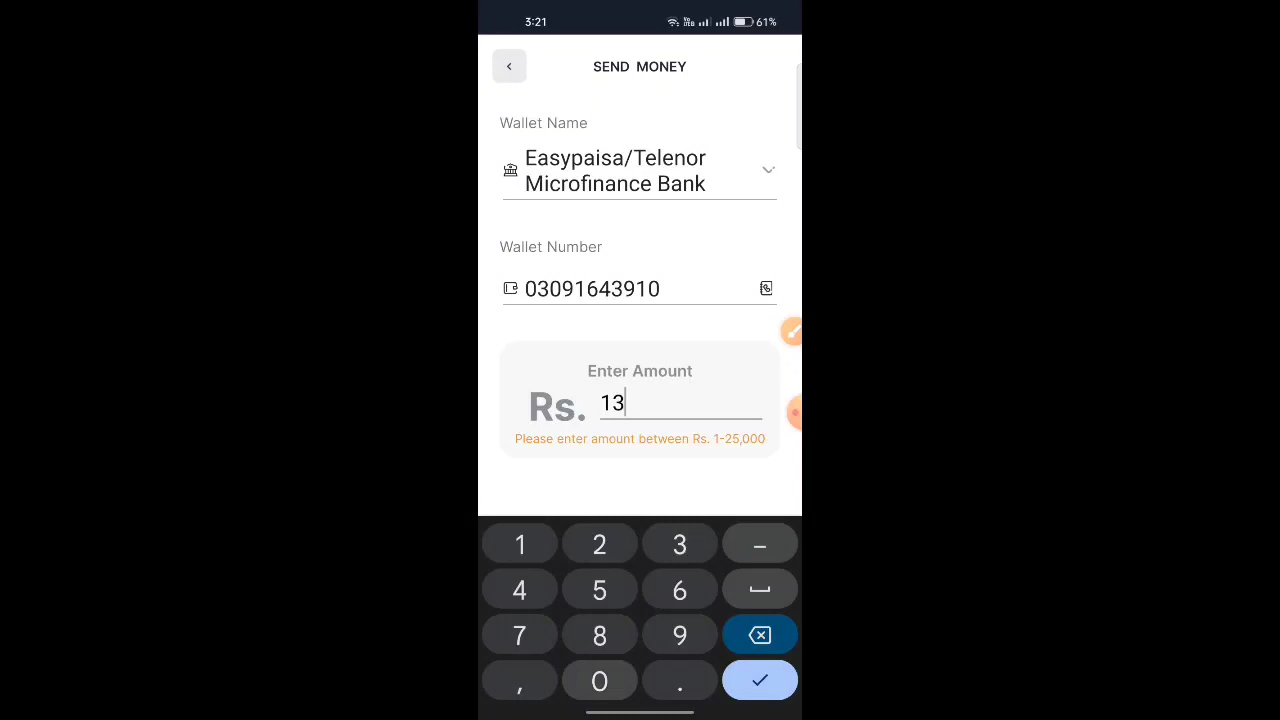 3:21
61%
SEND MONEY
Wallet Name
Easypaisa/Telenor
Microfinance Bank
Wallet Number
03091643910
Enter Amount
Rs. 13
Please enter amount between Rs. 1-25,000
1 2 3 –
4 5 6
7 8 9
, 0 .